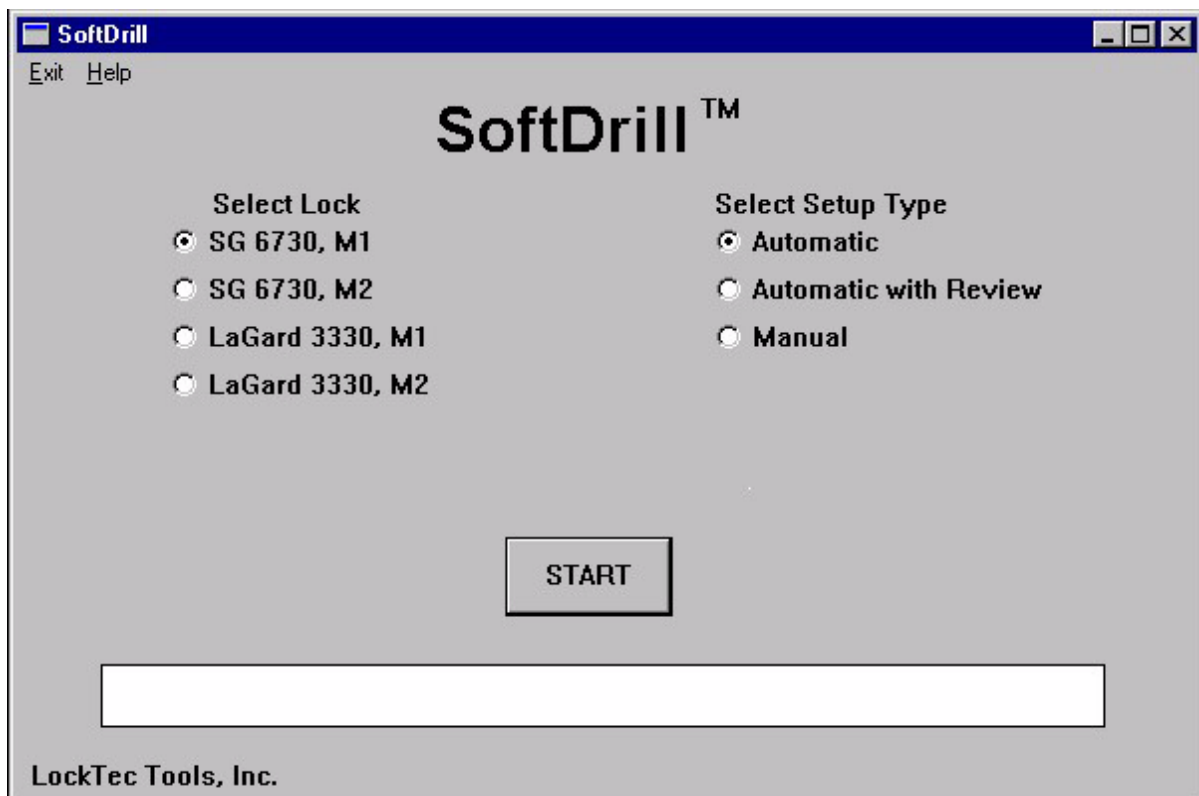 SoftDrill
Exit Help
SoftDrill™
Select Lock
SG 6730, M1
SG 6730, M2
LaGard 3330, M1
LaGard 3330, M2
Select Setup Type
Automatic
Automatic with Review
Manual
START
LockTec Tools, Inc.